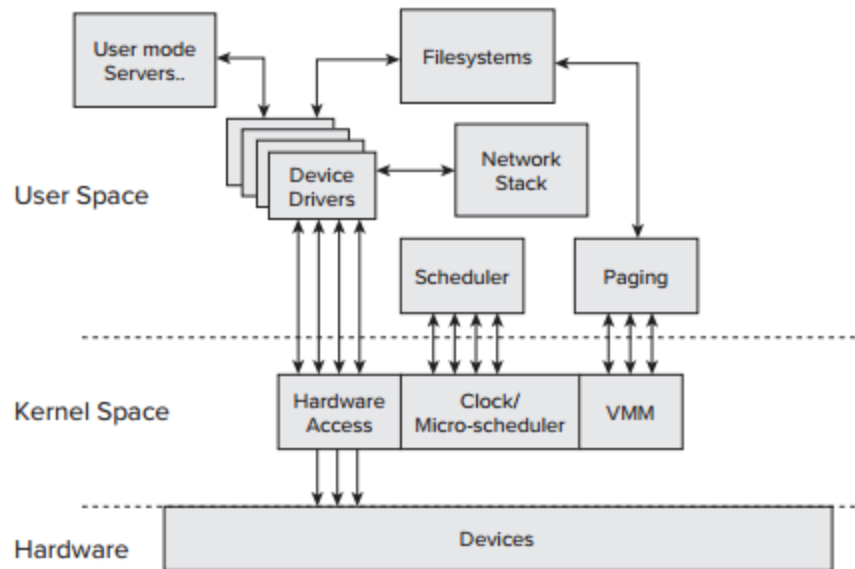 User mode
Servers..
Filesystems
Device
Drivers
Network
Stack
User Space
Scheduler
Paging
Kernel Space
Hardware
Access
Clock/
Micro-scheduler
VMM
Hardware
Devices